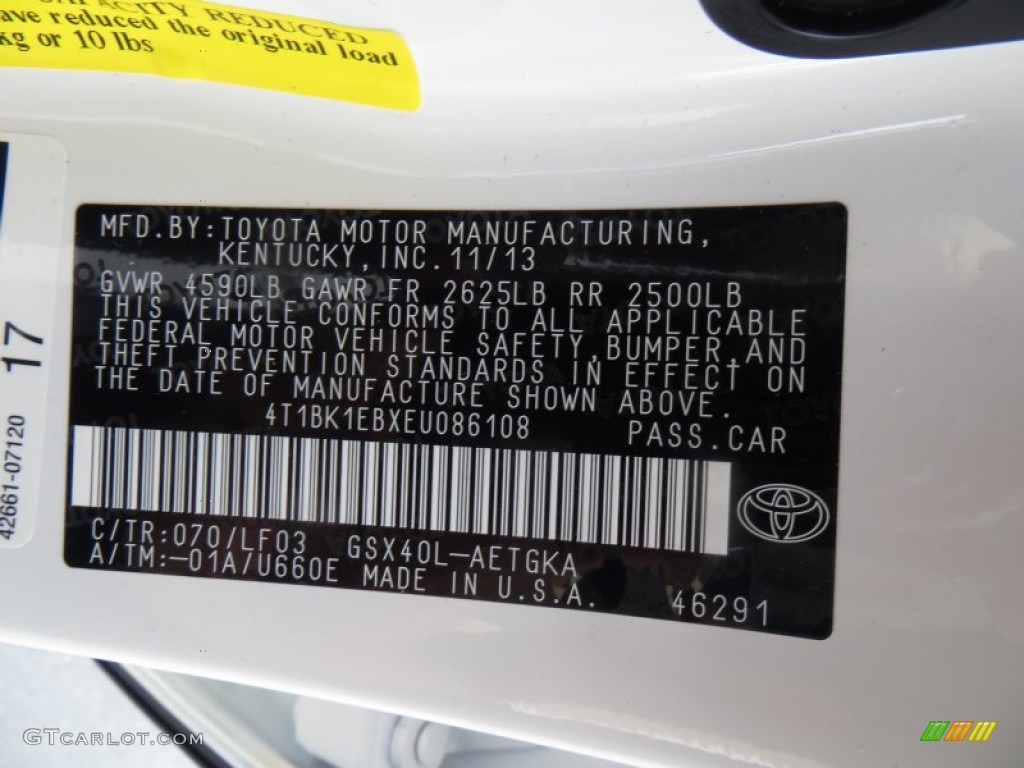 CAPACITY REDUCED
ave reduced the original load
kg or 10 lbs
17
42661-07120
MFD.BY:TOYOTA MOTOR MANUFACTURING,
KENTUCKY,INC.11/13
GVWR 4590LB GAWR FR 2625LB RR 2500LB
THIS VEHICLE CONFORMS TO ALL APPLICABLE
FEDERAL MOTOR VEHICLE SAFETY,BUMPER,AND
THEFT PREVENTION STANDARDS IN EFFECT ON
THE DATE OF MANUFACTURE SHOWN ABOVE.
4T1BK1EBXEU086108 PASS.CAR
C/TR:070/LF03 GSX40L-AETGKA
A/TM:-01A/U660E MADE IN U.S.A. 46291
GTCARLOT.COM